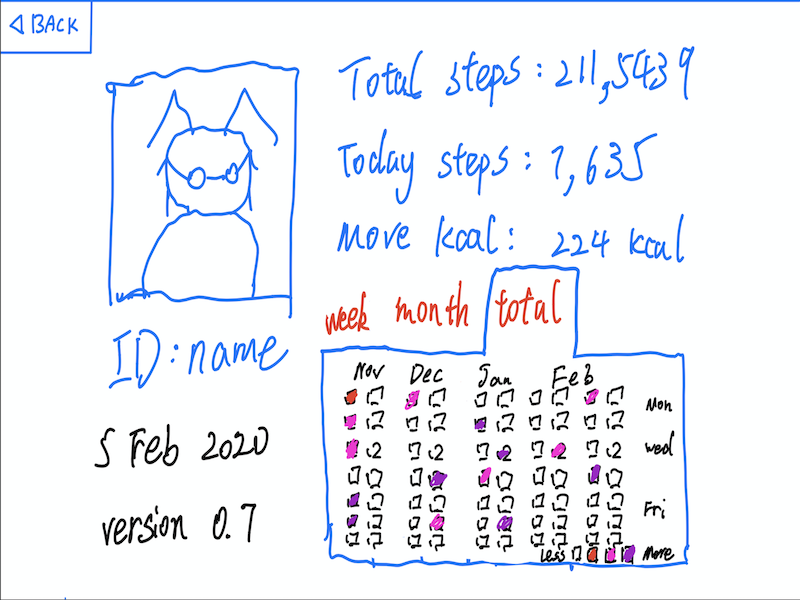 BACK
Total steps: 211,5439
Today steps: 7,635
Move kcal: 224 kcal
week month total
ID: name
Nov Dec Jan Feb
Mon
Wed
Fri
Less More
5 Feb 2020
version 0.7